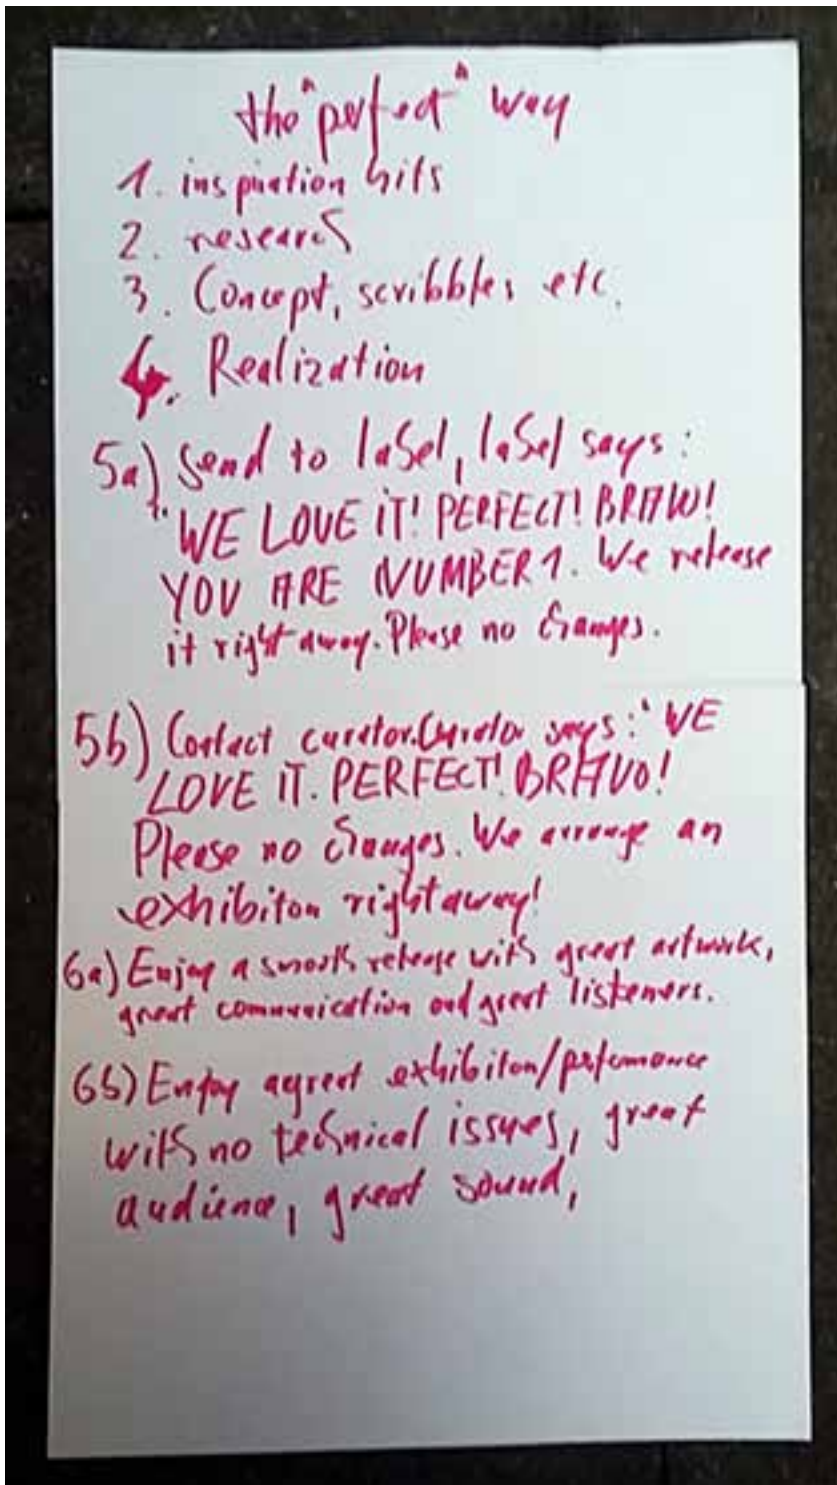 the "perfect" way
1. inspiration hits
2. research
3. Concept, scribbles etc.
4. Realization
5a) Send to label, label says:
"WE LOVE IT! PERFECT! BRAVO!
YOU ARE NUMBER 1. We release
it right away. Please no changes.
5b) Contact curator. Curator says: "WE
LOVE IT. PERFECT! BRAVO!
Please no changes. We arrange an
exhibiton right away!
6a) Enjoy a smooth release with great artwork,
great communication and great listeners.
6b) Enjoy a great exhibiton/performance
with no technical issues, great
audience, great sound,